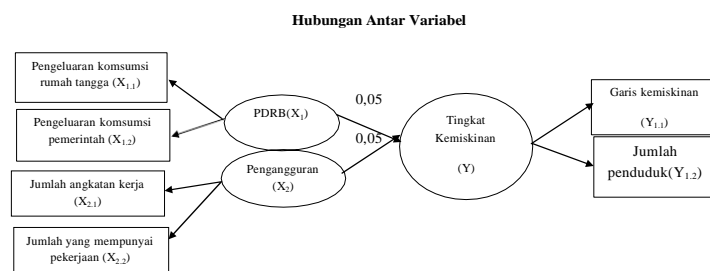 Hubungan Antar Variabel
Pengeluaran komsumsi
rumah tangga (X1.1)
Pengeluaran komsumsi
pemerintah (X1.2)
Jumlah angkatan kerja
(X2.1)
Jumlah yang mempunyai
pekerjaan (X2.2)
PDRB(X1)
Pengangguran
(X2)
0,05
0,05
Tingkat
Kemiskinan
(Y)
Garis kemiskinan
(Y1.1)
Jumlah
penduduk(Y1.2)